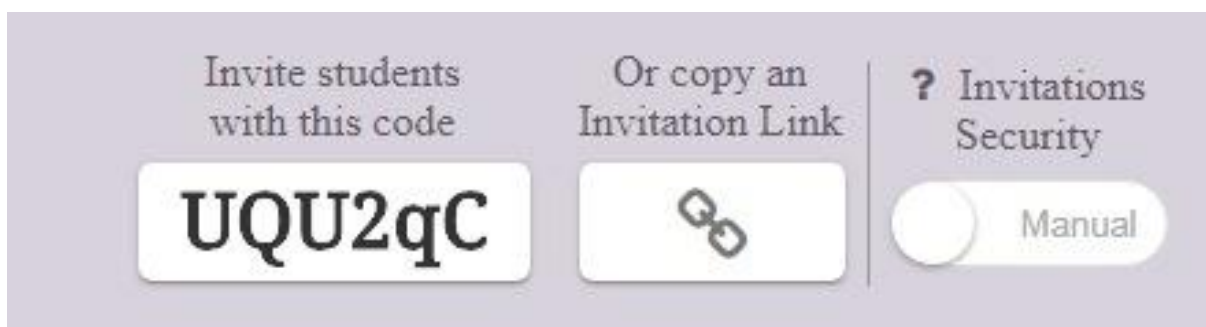 Invite students
with this code
UQU2qC
Or copy an
Invitation Link
? Invitations
Security
Manual